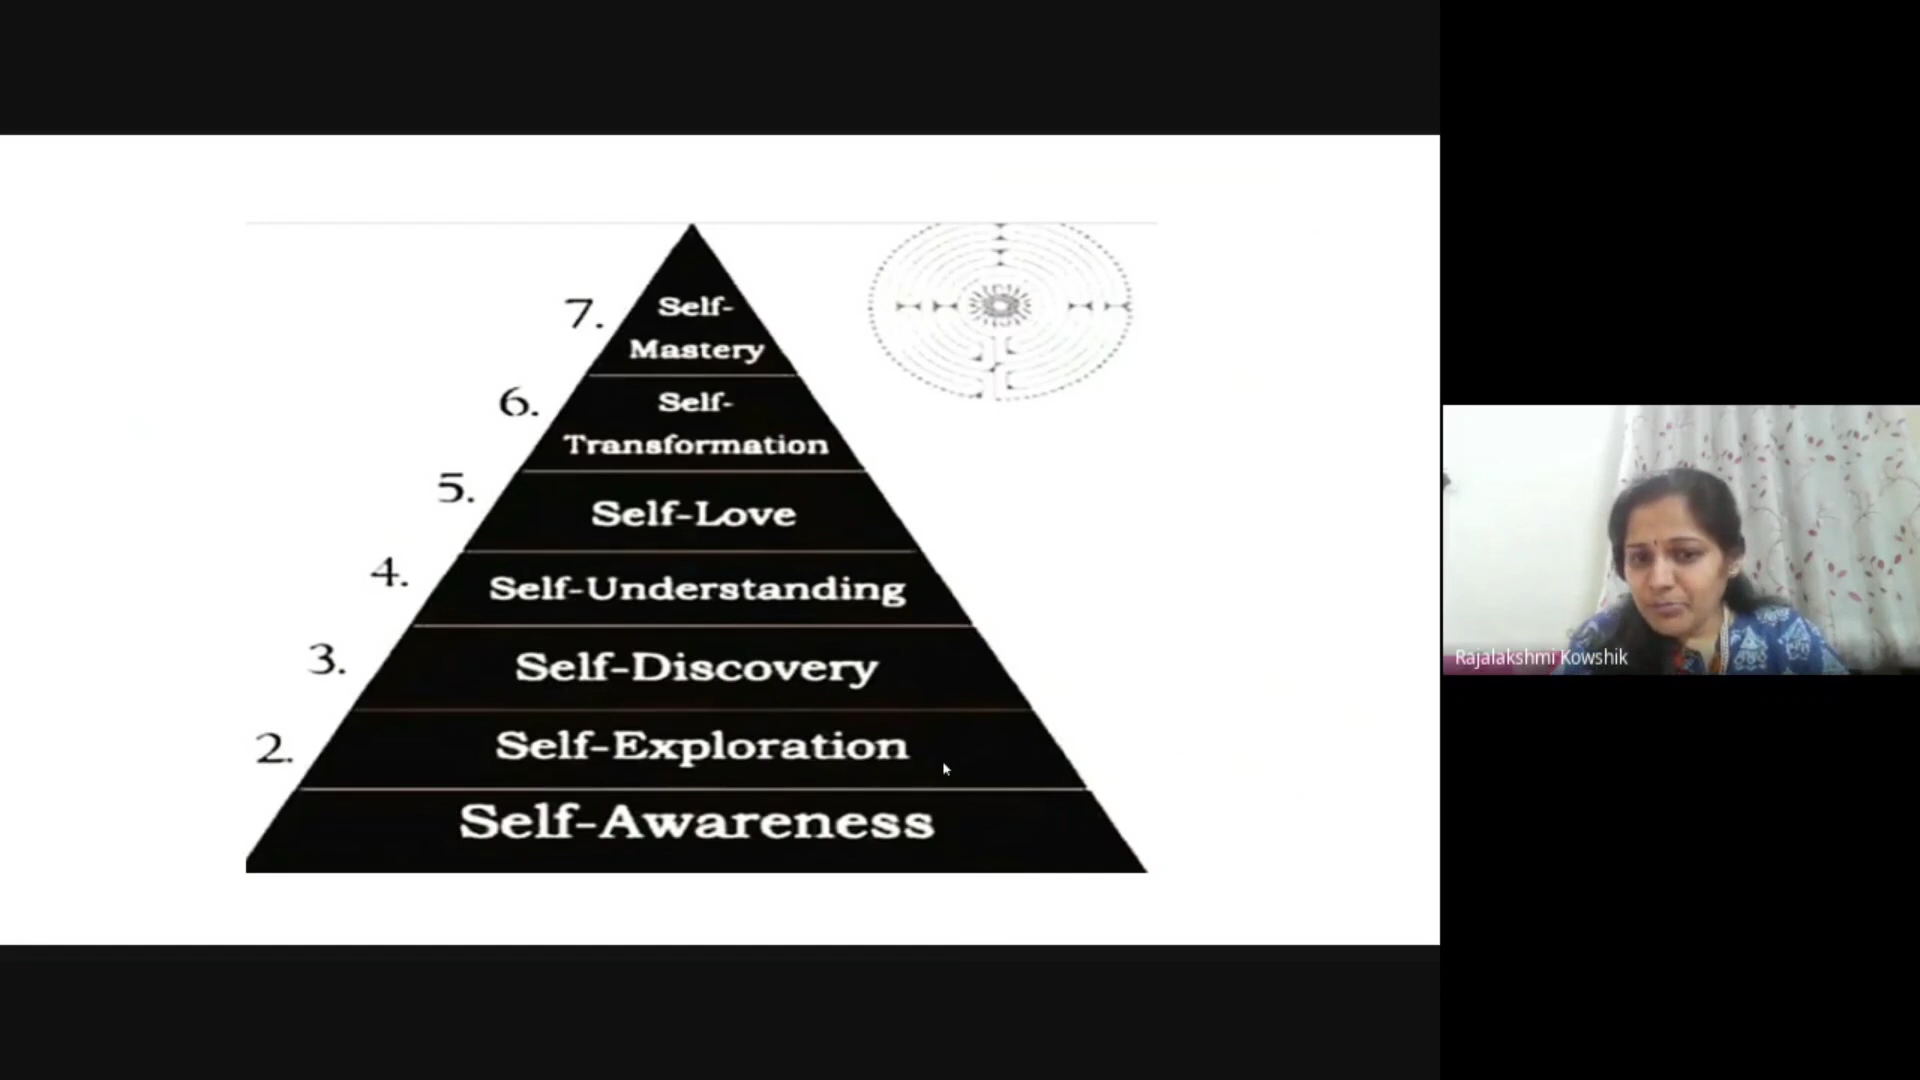 7.
Self-
Mastery
6.
Self-
Transformation
5.
Self-Love
4.
Self-Understanding
3.
Self-Discovery
2.
Self-Exploration
Self-Awareness
Rajalakshmi Kowshik